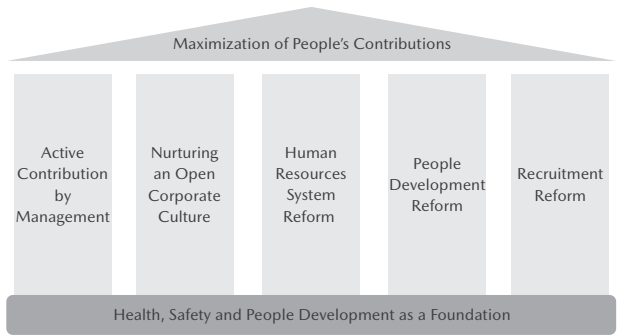 Maximization of People’s Contributions
Active
Contribution
by
Management
Nurturing
an Open
Corporate
Culture
Human
Resources
System
Reform
People
Development
Reform
Recruitment
Reform
Health, Safety and People Development as a Foundation